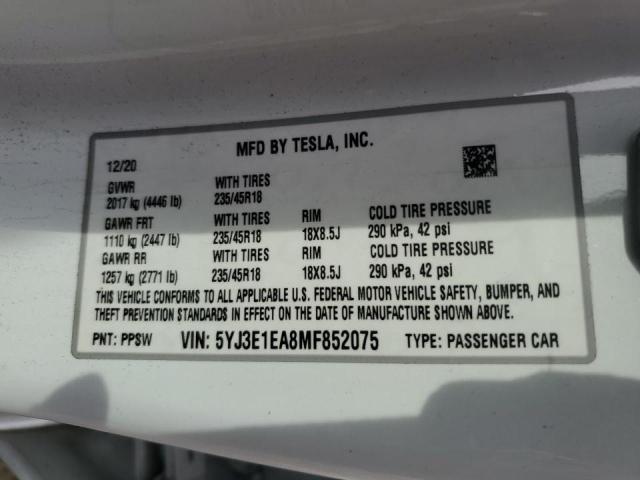 MFD BY TESLA, INC.
12/20
GVWR WITH TIRES
2017 kg (4446 lb) 235/45R18
GAWR FRT WITH TIRES RIM COLD TIRE PRESSURE
1110 kg (2447 lb) 235/45R18 18X8.5J 290 kPa, 42 psi
GAWR RR WITH TIRES RIM COLD TIRE PRESSURE
1257 kg (2771 lb) 235/45R18 18X8.5J 290 kPa, 42 psi
THIS VEHICLE CONFORMS TO ALL APPLICABLE U.S. FEDERAL MOTOR VEHICLE SAFETY, BUMPER, AND
THEFT PREVENTION STANDARDS IN EFFECT ON THE DATE OF MANUFACTURE SHOWN ABOVE.
PNT: PPSW VIN: 5YJ3E1EA8MF852075 TYPE: PASSENGER CAR